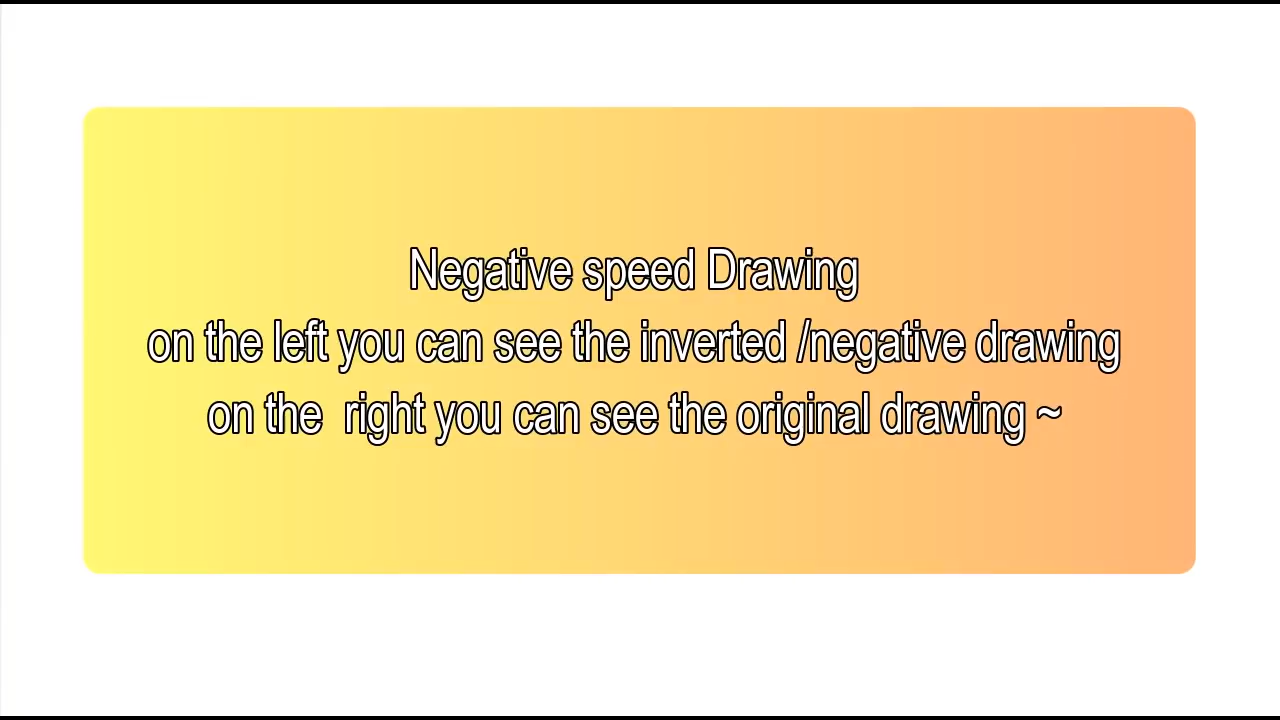 Negative speed Drawing
on the left you can see the inverted /negative drawing
on the  right you can see the original drawing ~